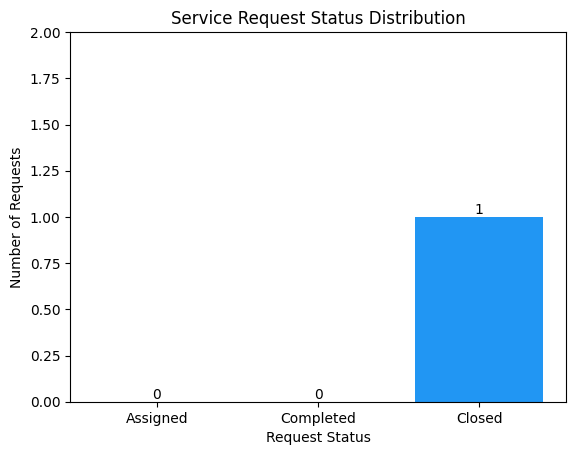 Service Request Status Distribution
2.00
1.75
1.50
1.25
1.00
0.75
0.50
0.25
0.00
Number of Requests
0
0
1
Assigned
Completed
Closed
Request Status